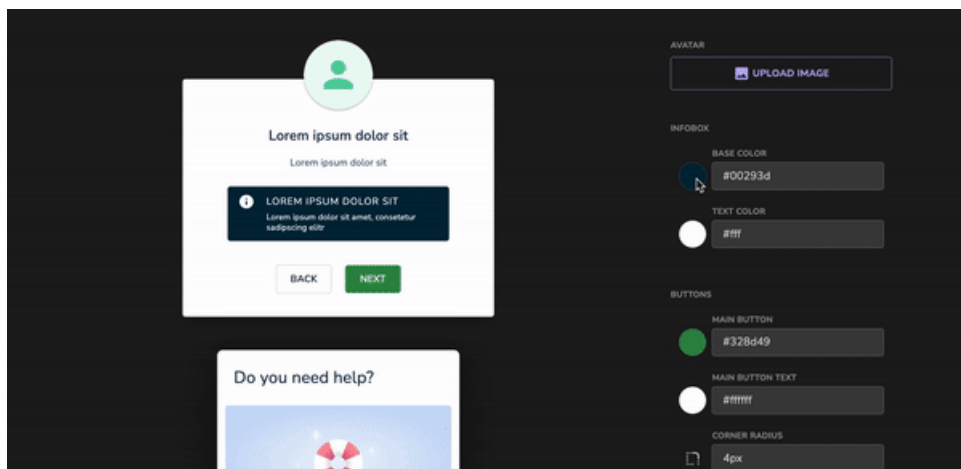 Lorem ipsum dolor sit
Lorem ipsum dolor sit
LOREM IPSUM DOLOR SIT
Lorem ipsum dolor sit amet, consetetur
sadipscing elitr
BACK
NEXT
Do you need help?
AVATAR
UPLOAD IMAGE
INFOBOX
BASE COLOR
#00293d
TEXT COLOR
#fff
BUTTONS
MAIN BUTTON
#328d49
MAIN BUTTON TEXT
#ffffff
CORNER RADIUS
4px